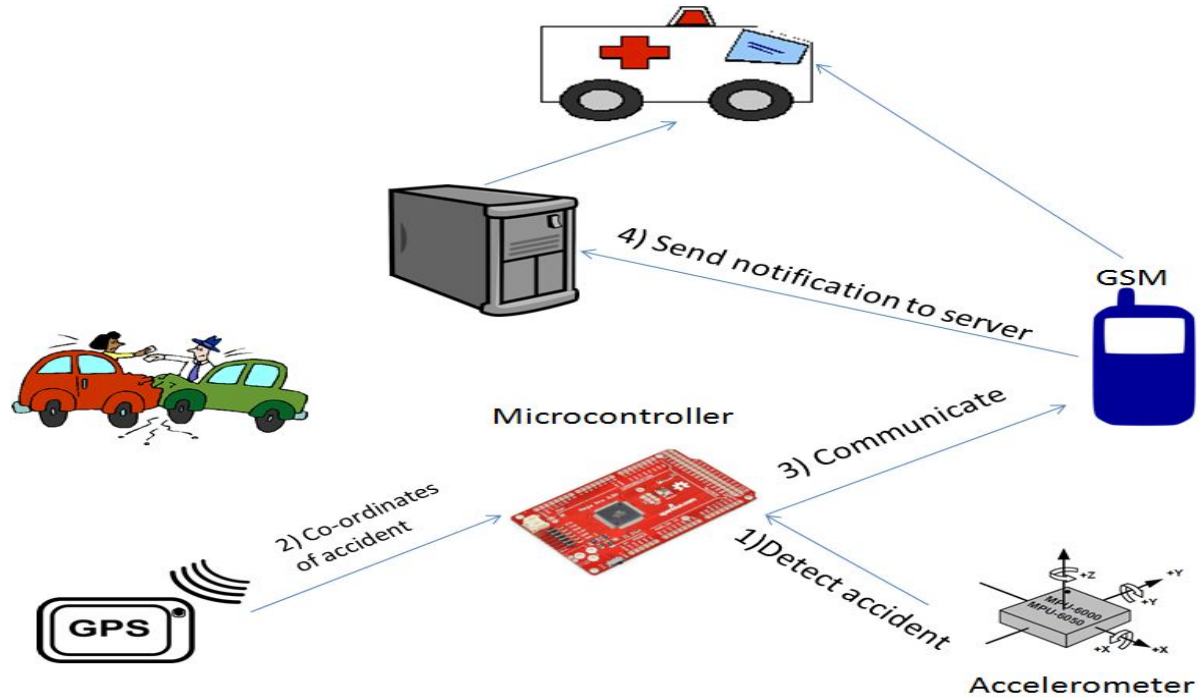 GSM
4) Send notification to server
Microcontroller
3) Communicate
2) Co-ordinates
of accident
1)Detect accident
GPS
+Z
+Y
+Y
MPU-6000
MPU-6050
+X
+X
Accelerometer